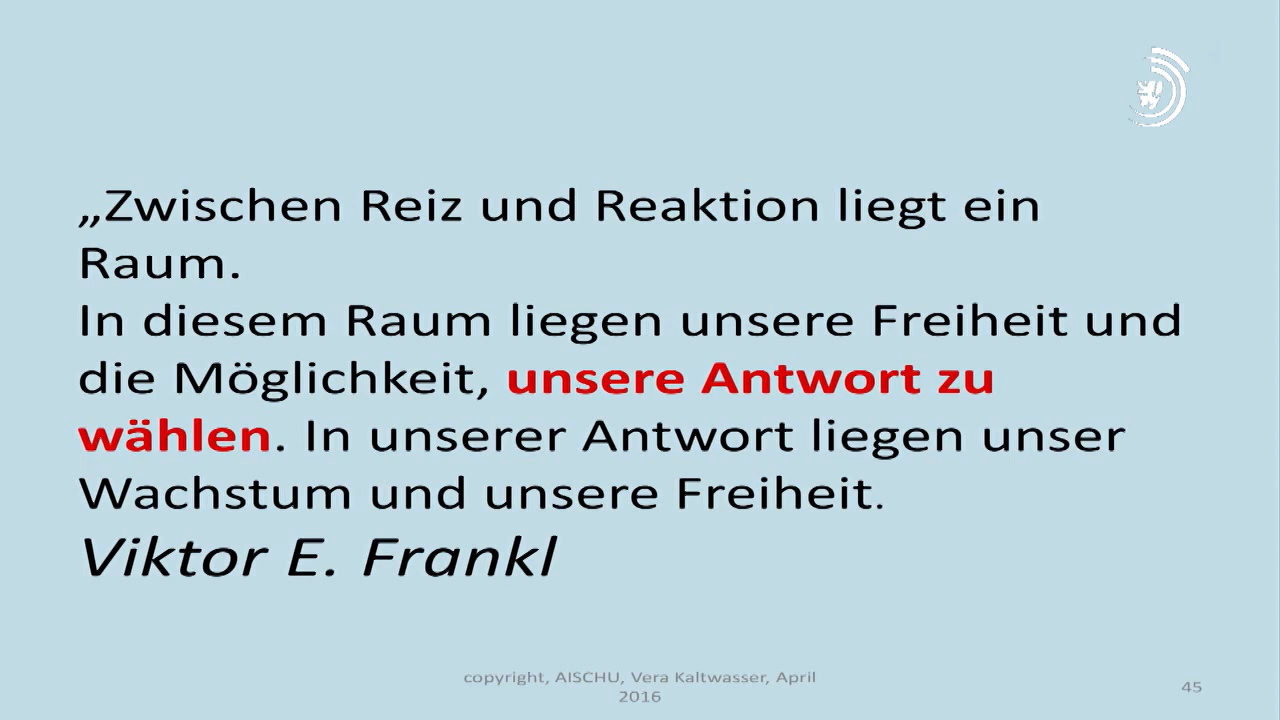 „Zwischen Reiz und Reaktion liegt ein
Raum.
In diesem Raum liegen unsere Freiheit und
die Möglichkeit, unsere Antwort zu
wählen. In unserer Antwort liegen unser
Wachstum und unsere Freiheit.
Viktor E. Frankl
copyright, AISCHU, Vera Kaltwasser, April
2016
45